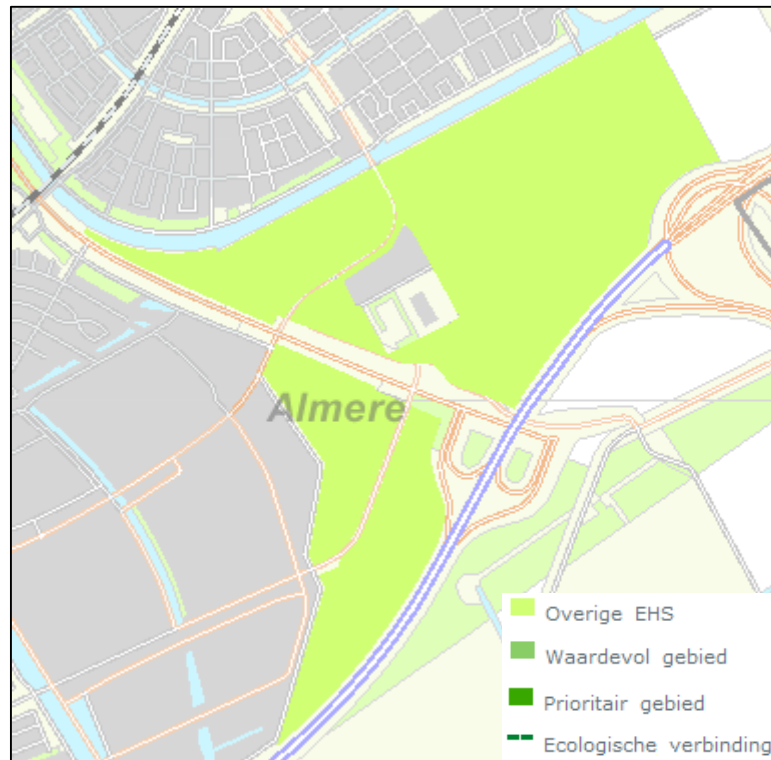 Almere
Overige EHS
Waardevol gebied
Prioritair gebied
Ecologische verbinding